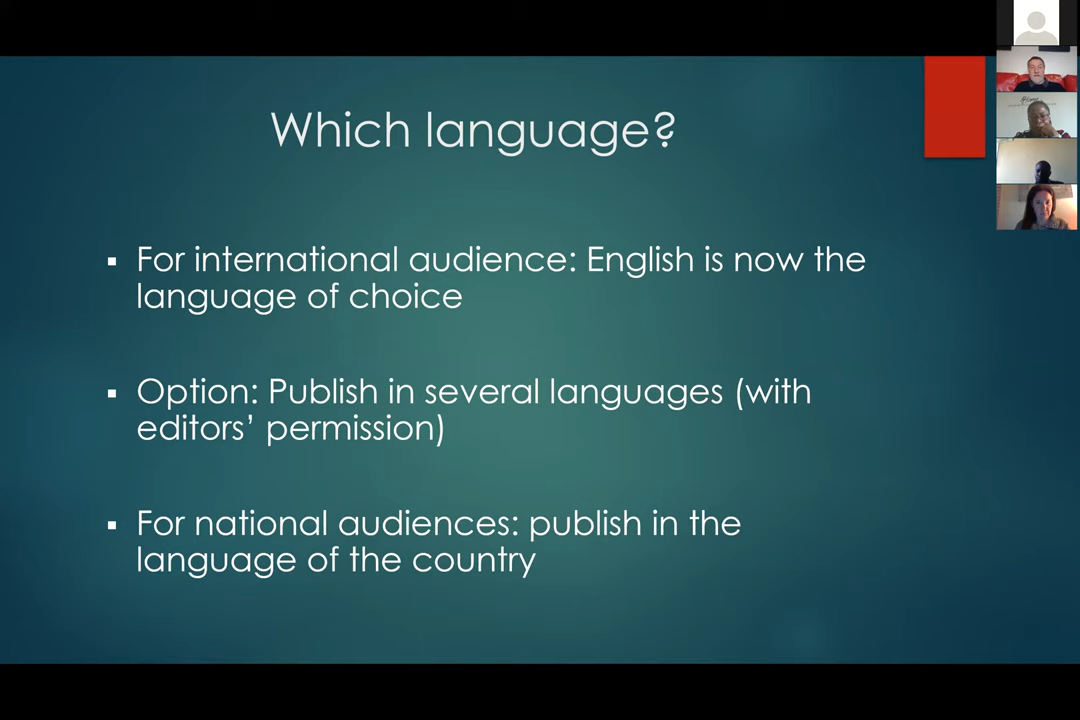 Which language?
▪ For international audience: English is now the
language of choice
▪ Option: Publish in several languages (with
editors’ permission)
▪ For national audiences: publish in the
language of the country